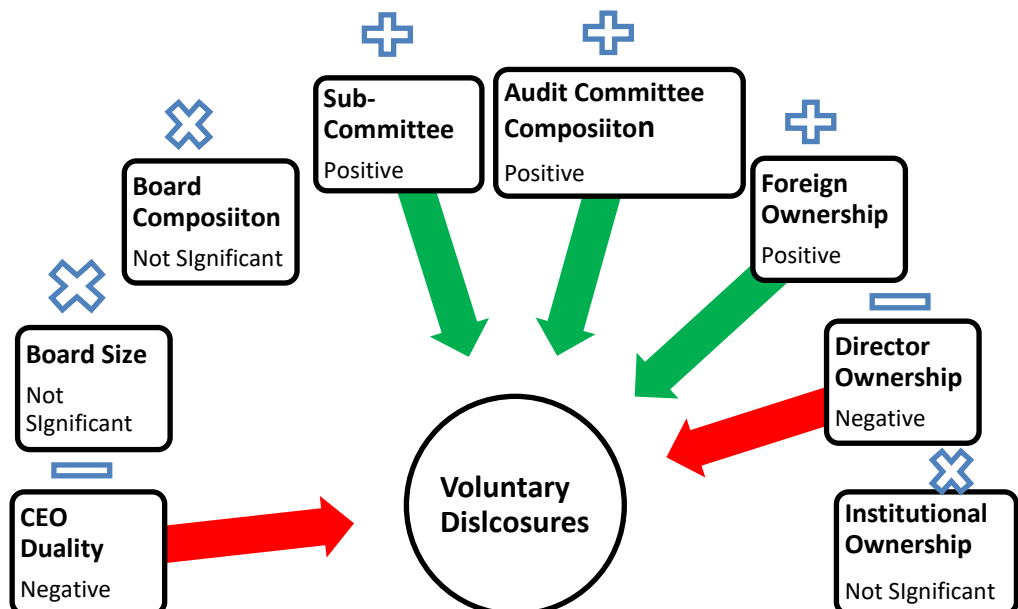 Sub-
Committee
Positive
Audit Committee
Composiiton
Positive
Board
Composiiton
Not SIgnificant
Foreign
Ownership
Positive
Board Size
Not
SIgnificant
Director
Ownership
Negative
CEO
Duality
Negative
Voluntary
Dislcosures
Institutional
Ownership
Not SIgnificant